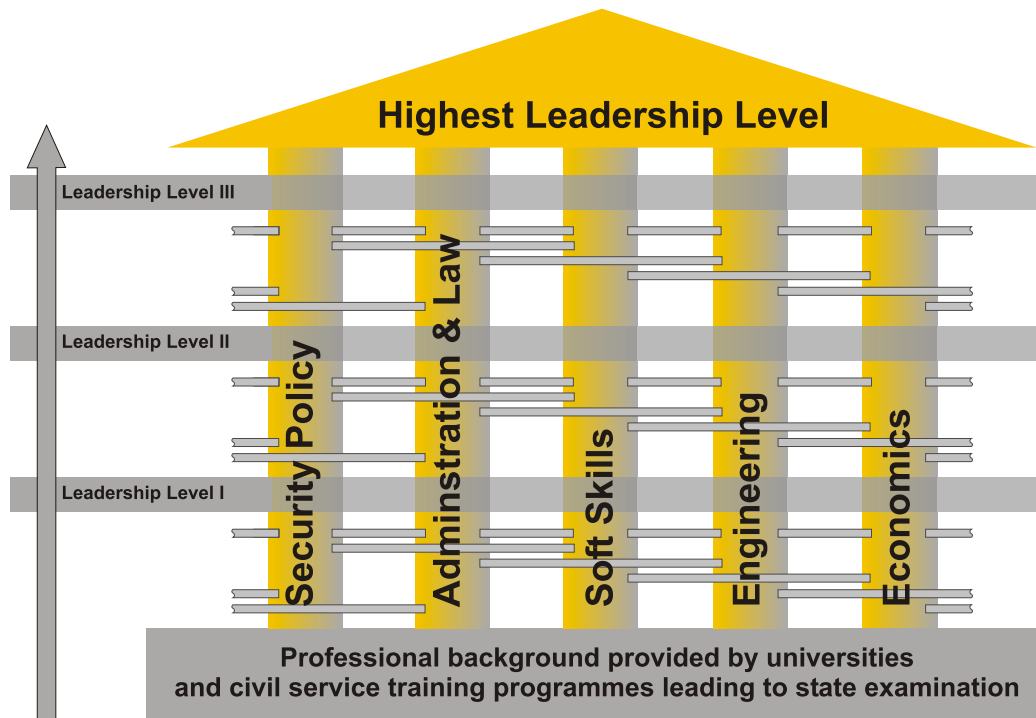 Highest Leadership Level
Leadership Level III
Leadership Level II
Leadership Level I
Security Policy
Adminstration & Law
Soft Skills
Engineering
Economics
Professional background provided by universities
and civil service training programmes leading to state examination